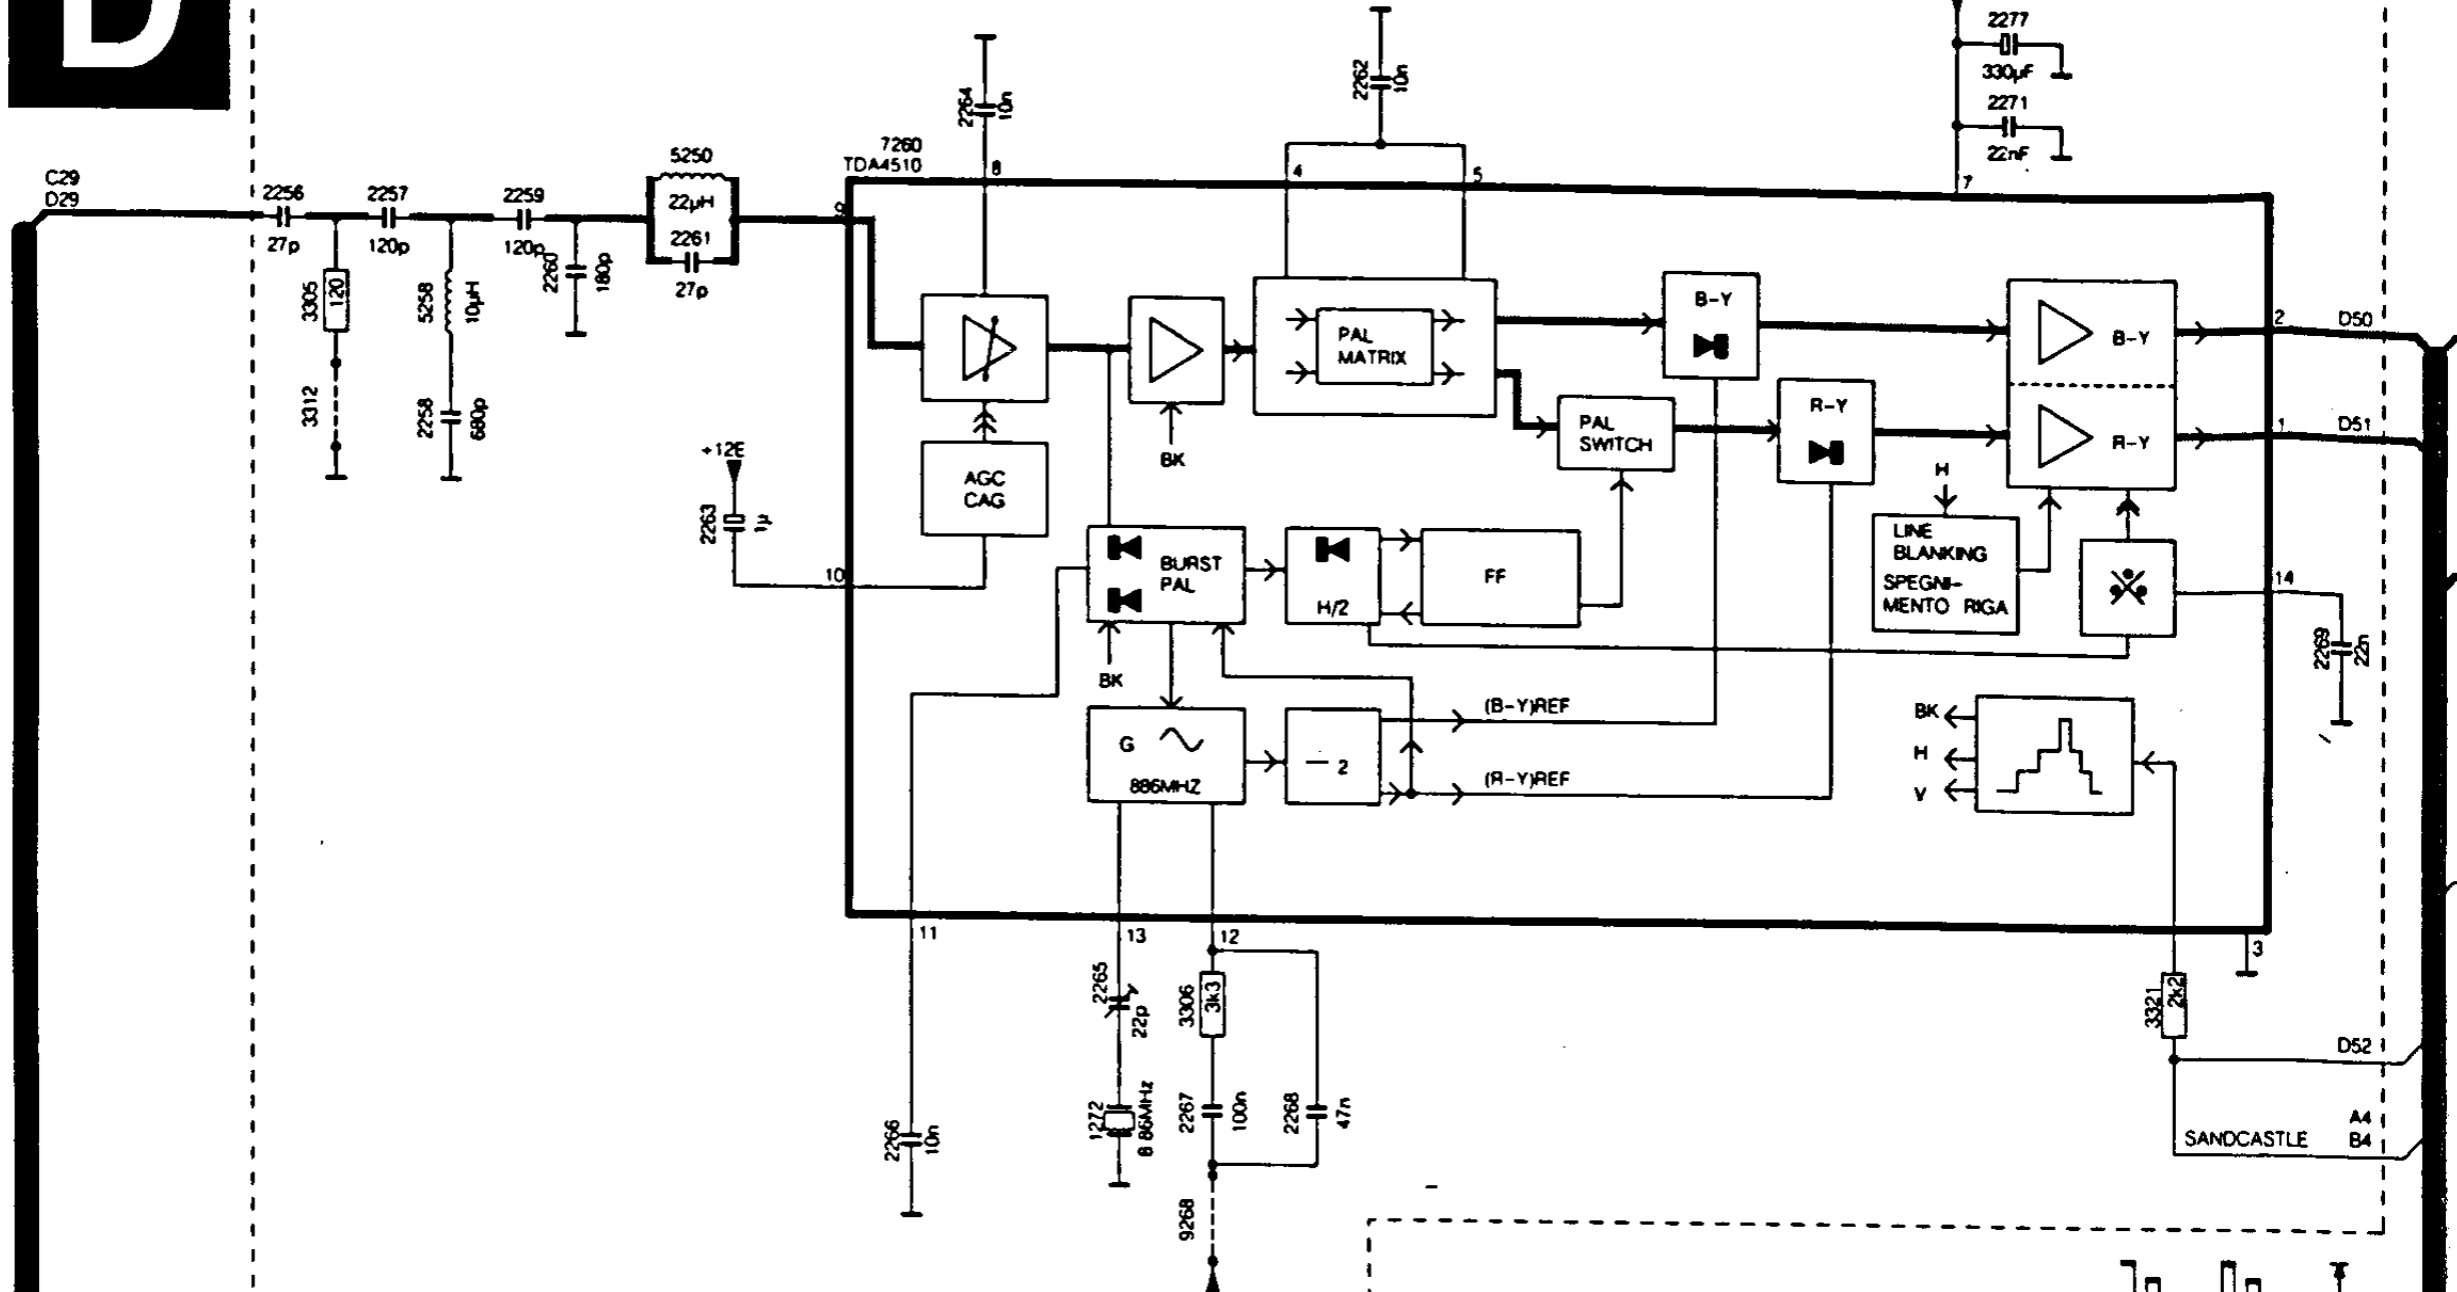 D
2277
330µF
2271
22nF
2264
10n
2262
10n
7260
TDA4510
8
4
5
7
C29
D29
2256
27p
2257
120p
2259
120p
5250
22µH
2261
27p
9
3305
120
3312
5258
10µH
2258
680p
2260
180p
+12E
2263
1µ
10
AGC
CAG
BK
PAL
MATRIX
B-Y
R-Y
PAL
SWITCH
B-Y
R-Y
2
D50
1
D51
H
LINE
BLANKING
SPEGNI-
MENTO RIGA
14
2269
22n
BURST
PAL
BK
H/2
FF
G
886MHZ
— 2
(B-Y)REF
(R-Y)REF
BK
H
V
11
13
12
3
2265
22p
3306
3k3
1272
8 86MHz
2267
100n
2268
47n
2266
10n
9268
3321
2k2
D52
SANDCASTLE
A4
B4